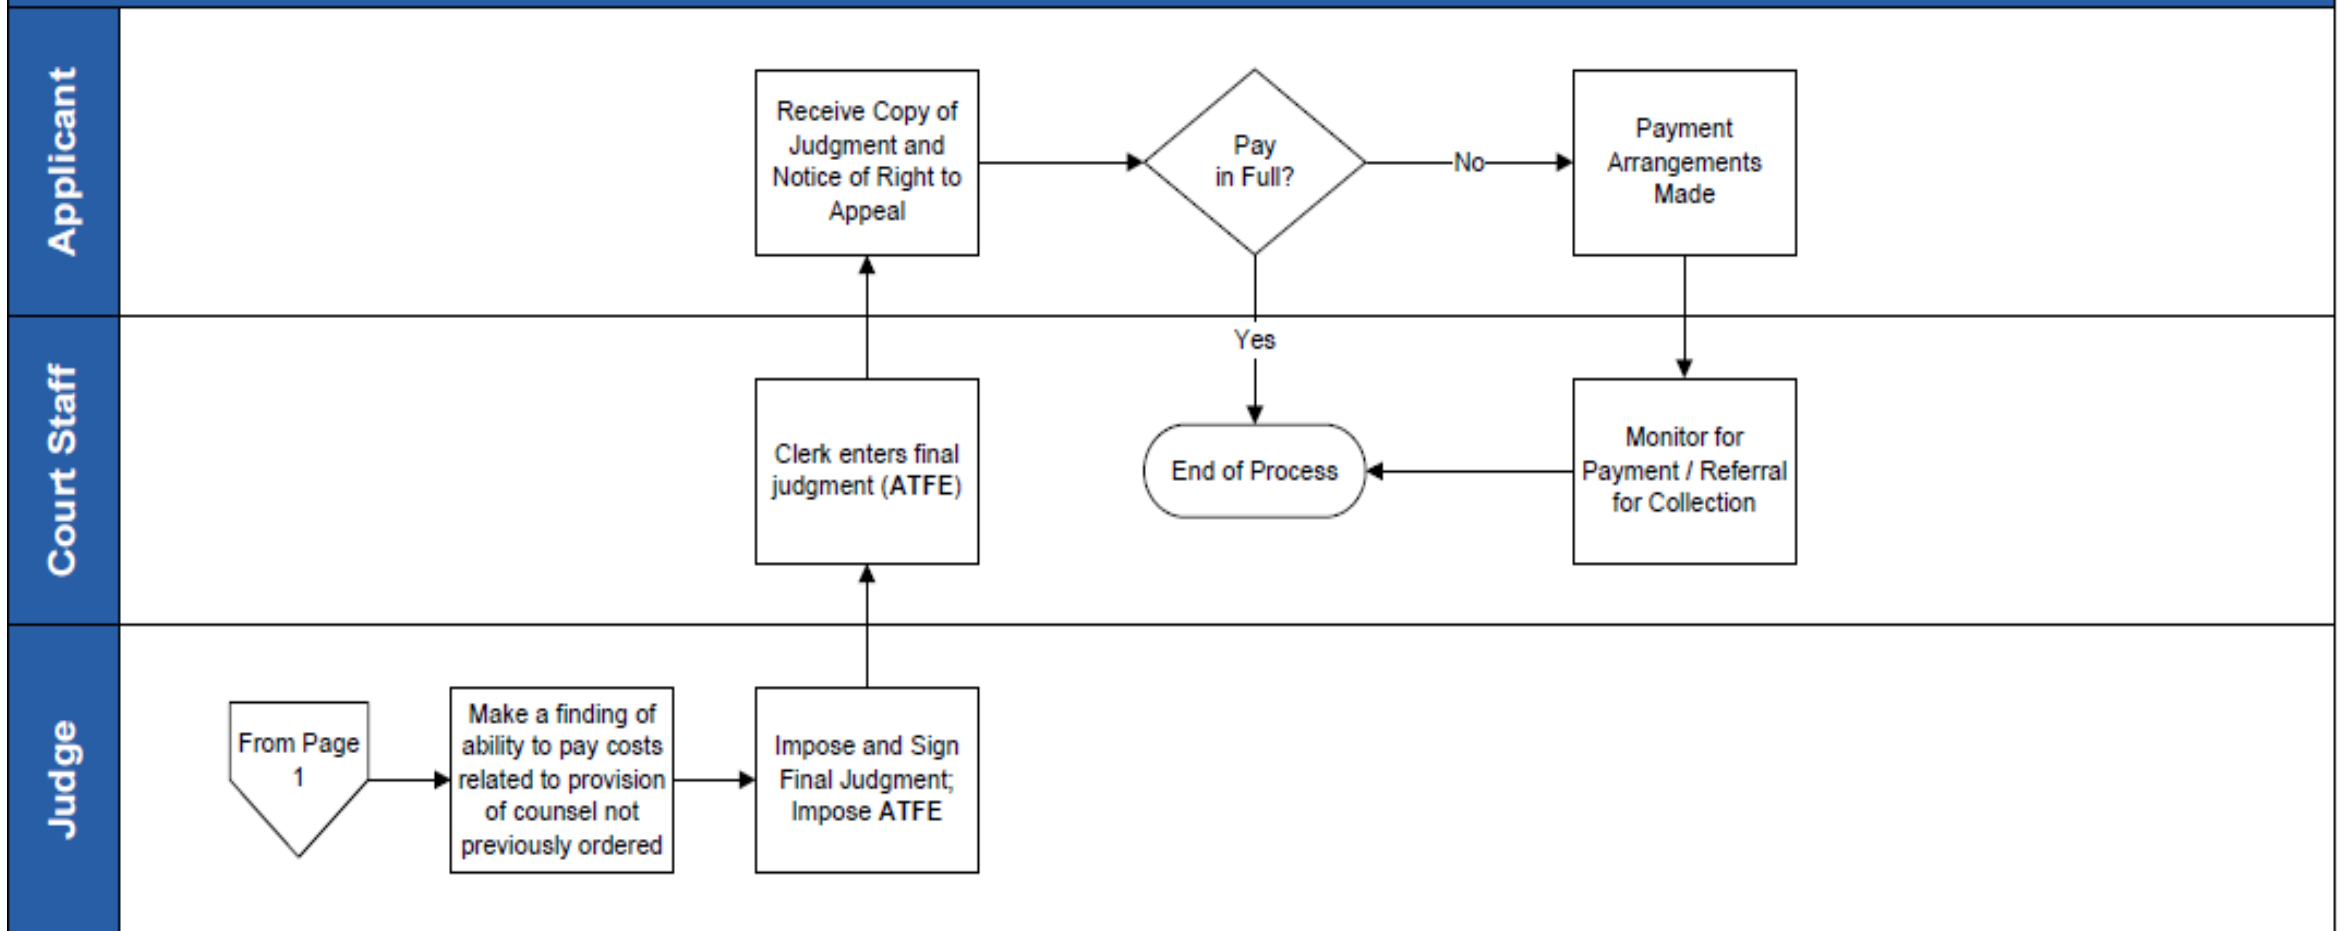 Applicant
Receive Copy of
Judgment and
Notice of Right to
Appeal
Pay
in Full?
No
Payment
Arrangements
Made
Court Staff
Yes
Clerk enters final
judgment (ATFE)
End of Process
Monitor for
Payment / Referral
for Collection
Judge
From Page
1
Make a finding of
ability to pay costs
related to provision
of counsel not
previously ordered
Impose and Sign
Final Judgment;
Impose ATFE